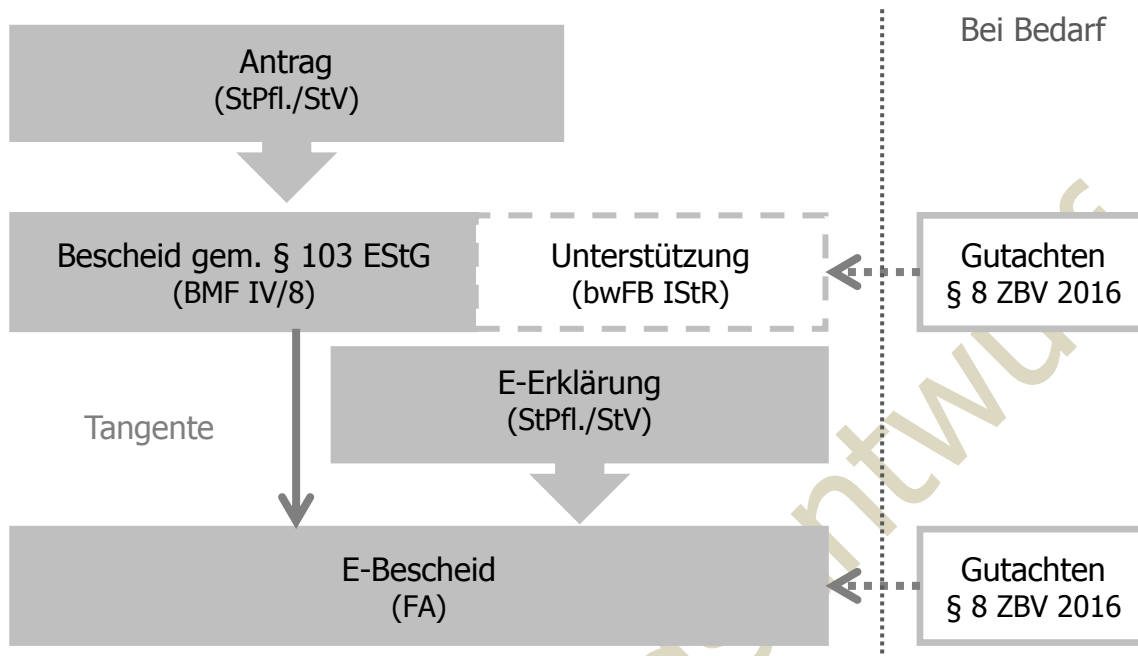 Bei Bedarf
Antrag
(StPfl./StV)
Bescheid gem. § 103 EStG
(BMF IV/8)
Unterstützung
(bwFB IStR)
Gutachten
§ 8 ZBV 2016
E-Erklärung
(StPfl./StV)
Tangente
E-Bescheid
(FA)
Gutachten
§ 8 ZBV 2016